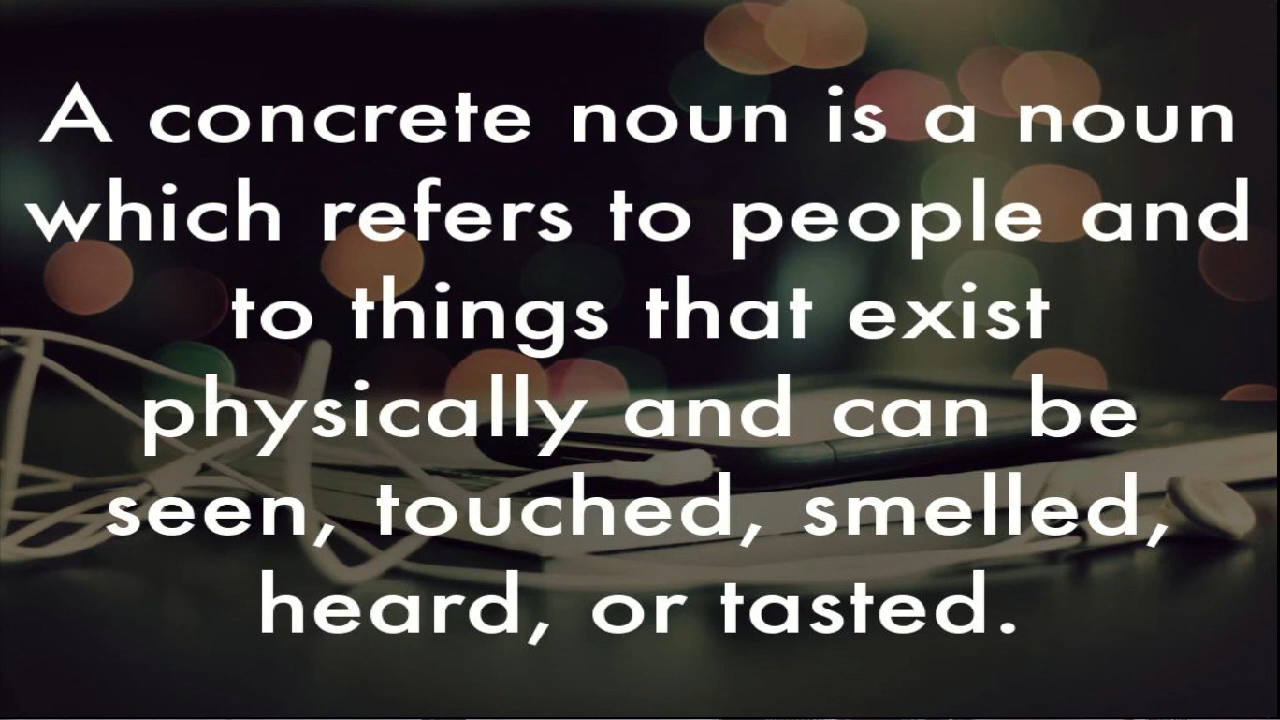 A concrete noun is a noun
which refers to people and
to things that exist
physically and can be
seen, touched, smelled,
heard, or tasted.